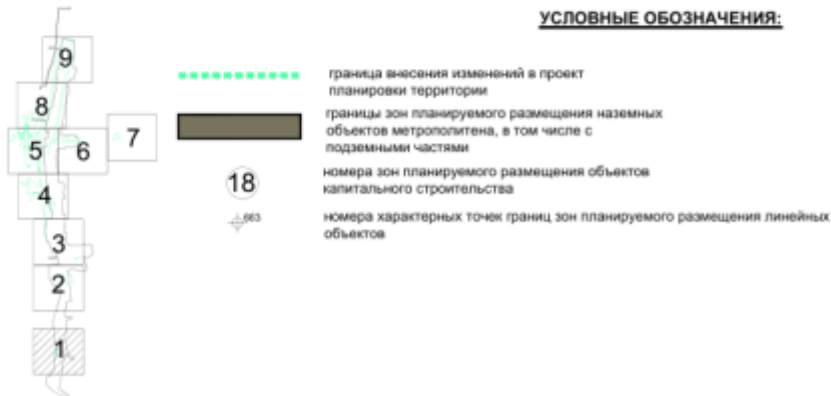 УСЛОВНЫЕ ОБОЗНАЧЕНИЯ:
9
8
7
5
6
4
3
2
1
граница внесения изменений в проект
планировки территории
границы зон планируемого размещения наземных
объектов метрополитена, в том числе с
подземными частями
18
номера зон планируемого размещения объектов
капитального строительства
663
номера характерных точек границ зон планируемого размещения линейных
объектов